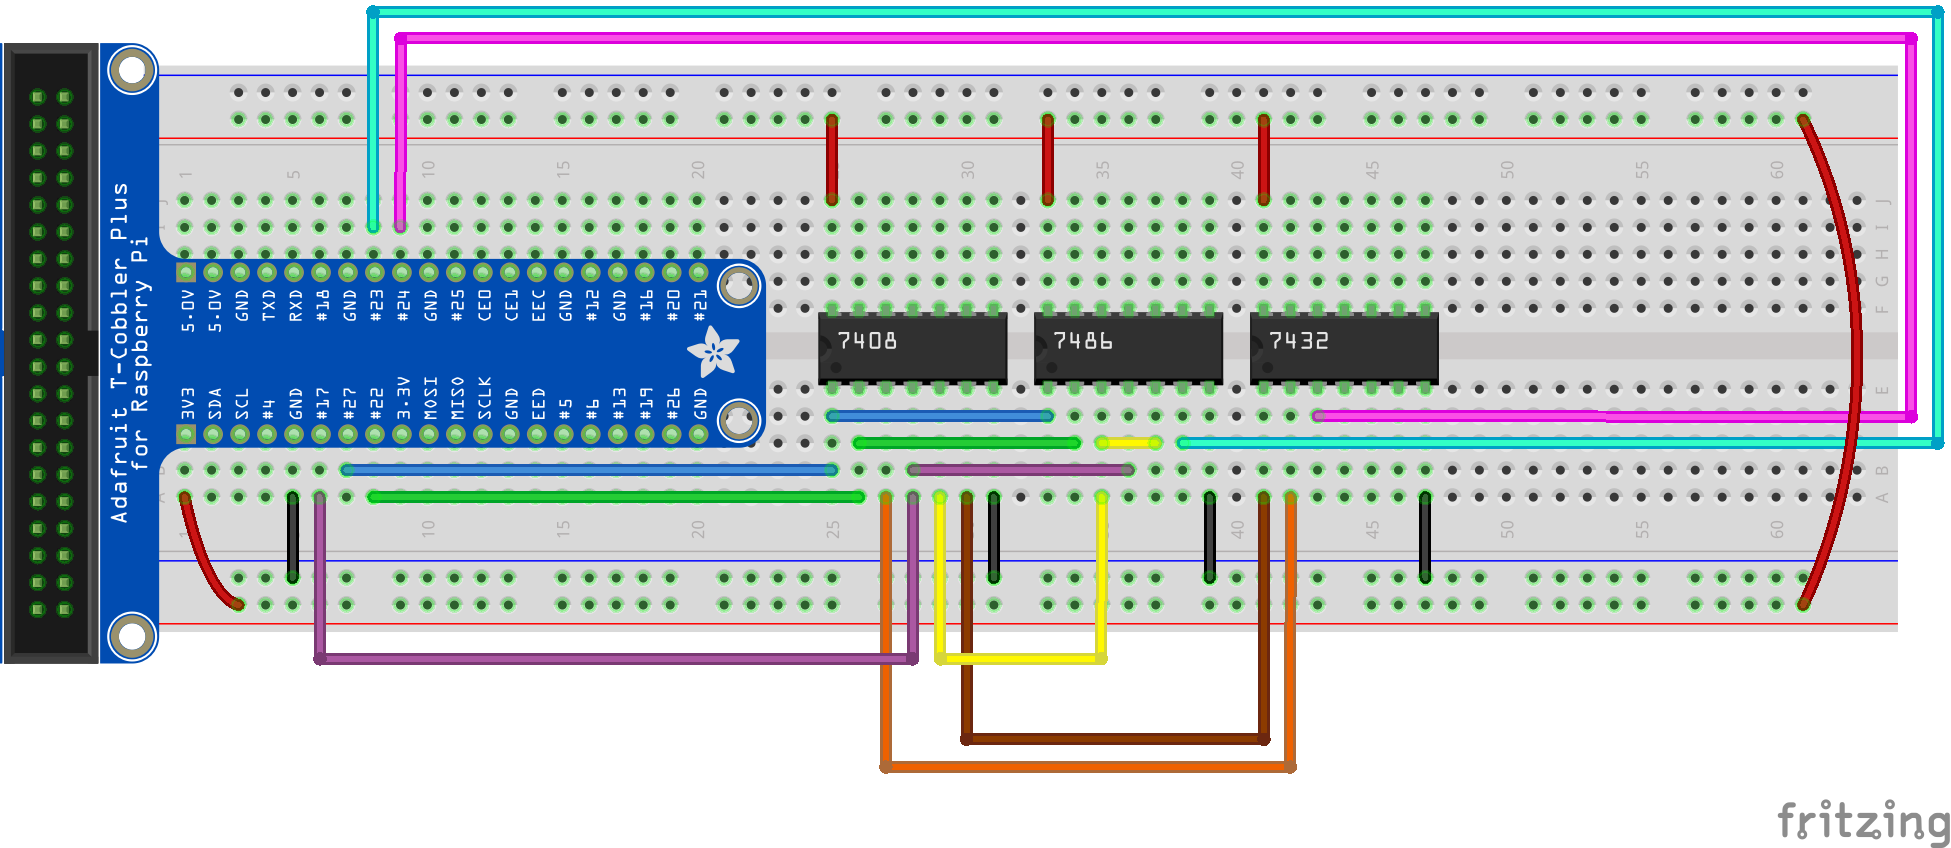 Adafruit T-Cobbler Plus
for Raspberry Pi
1 5 10 15 20 30 35 40 45 50 55 60
J
I
H
G
F
5.0V 5.0V GND TXD RXD #18 GND #23 #24 GND #25 CE0 CE1 EEC GND #12 GND #16 #20 #21
7408 7486 7432
3V3 SDA SCL #4 GND #17 #27 #22 3.3V MOSI MISO SCLK GND EED #5 #6 #13 #19 #26 GND
E
B
A
10 15 20 25 40 45 50 55 60
fritzing